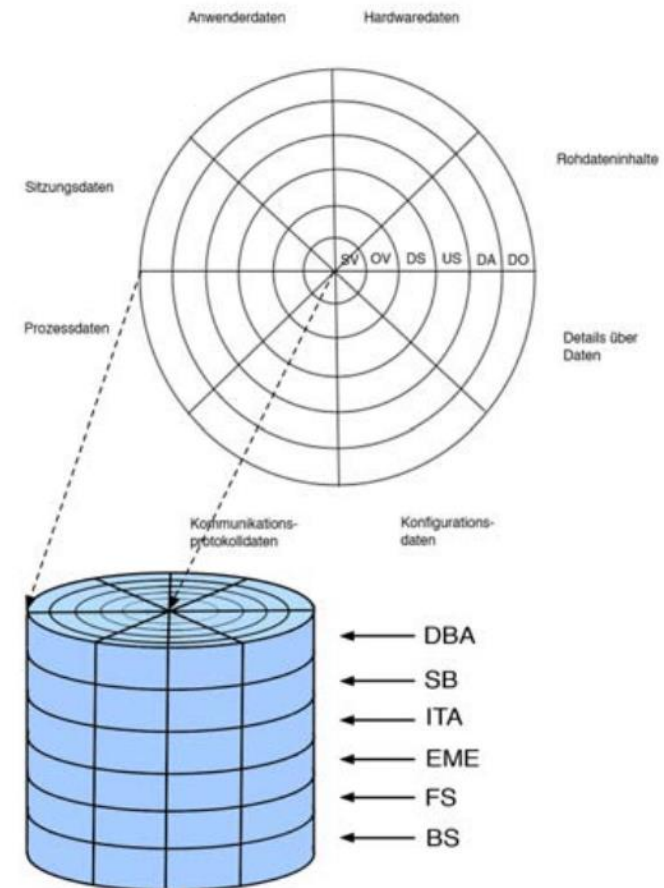 Anwenderdaten
Hardwaredaten
Rohdateninhalte
Sitzungsdaten
SV OV DS US DA DO
Prozessdaten
Details über
Daten
Kommunikations-
protokolldaten
Konfigurations-
daten
DBA
SB
ITA
EME
FS
BS